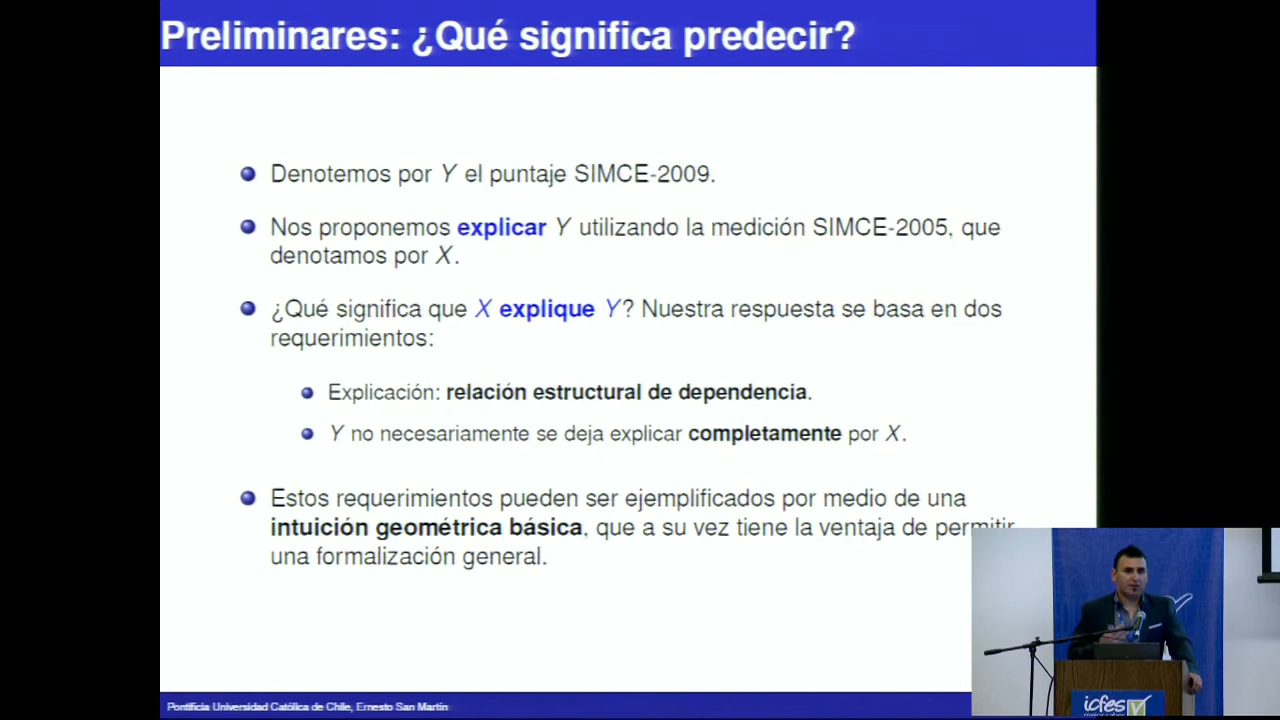 Preliminares: ¿Qué significa predecir?
Denotemos por Y el puntaje SIMCE-2009.
Nos proponemos explicar Y utilizando la medición SIMCE-2005, que
denotamos por X.
¿Qué significa que X explique Y? Nuestra respuesta se basa en dos
requerimientos:
Explicación: relación estructural de dependencia.
Y no necesariamente se deja explicar completamente por X.
Estos requerimientos pueden ser ejemplificados por medio de una
intuición geométrica básica, que a su vez tiene la ventaja de permitir
una formalización general.
Pontificia Universidad Católica de Chile, Ernesto San Martín
icfes